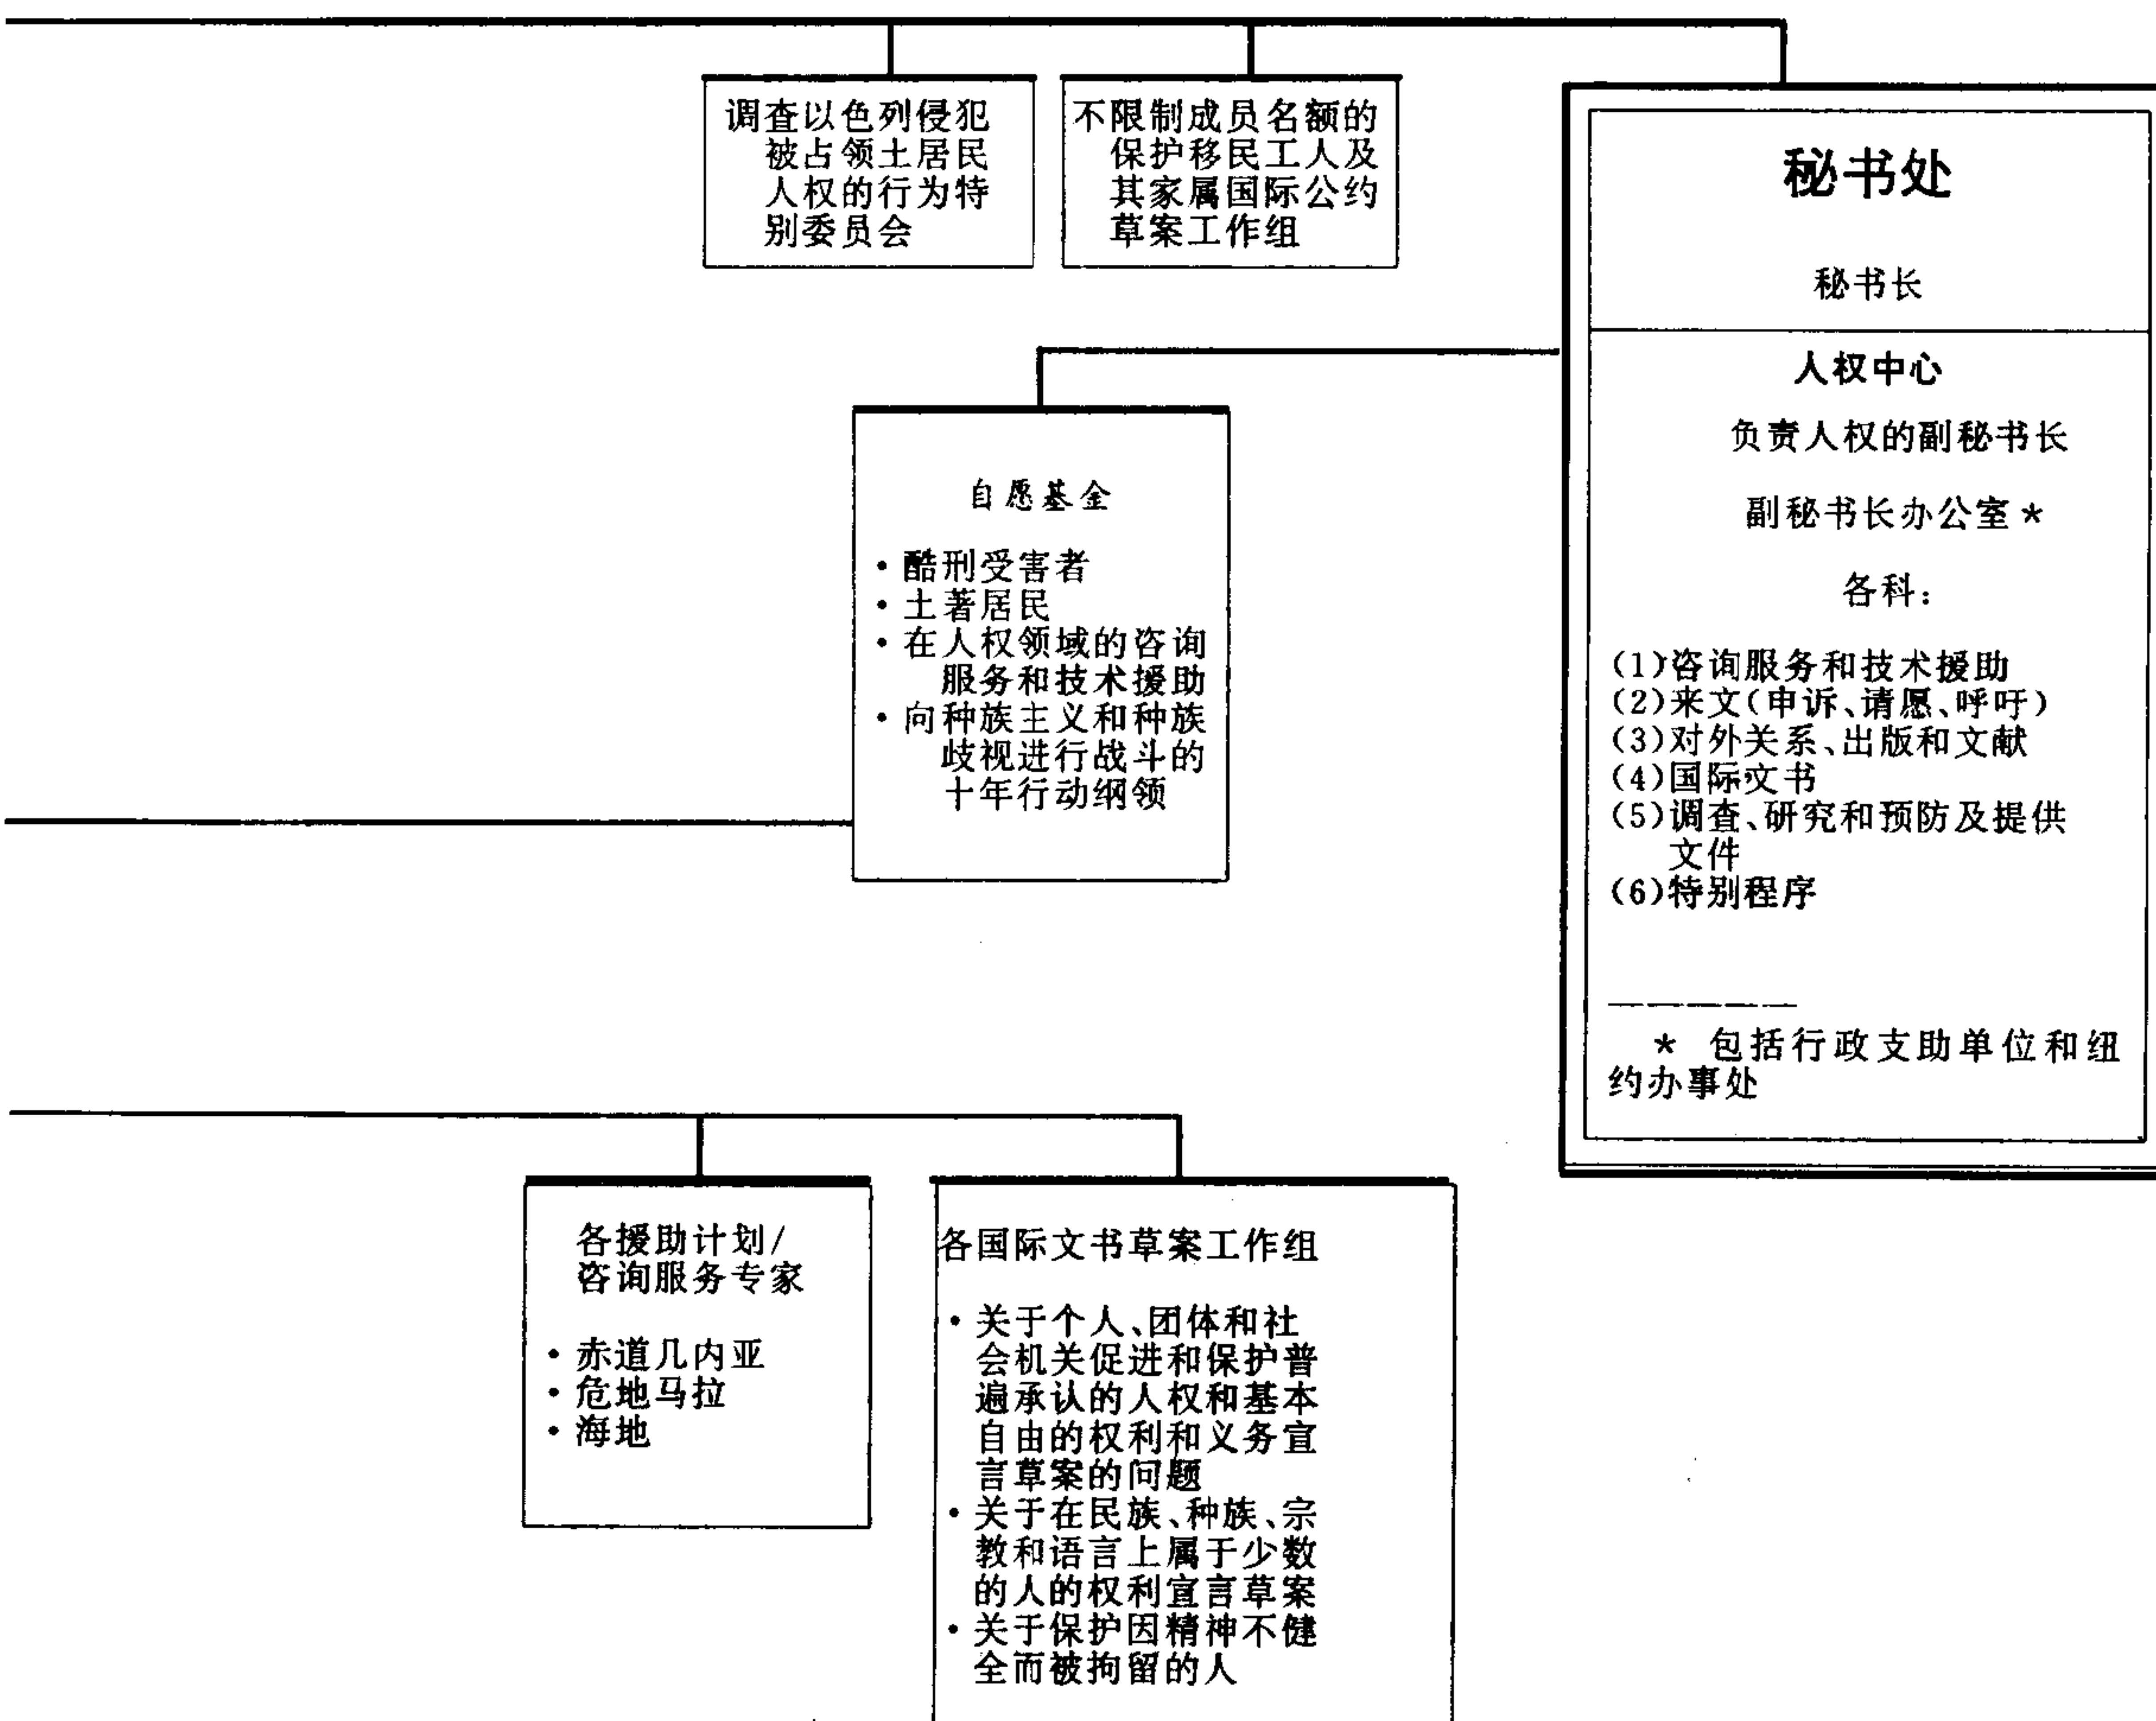 调查以色列侵犯
被占领土居民
人权的行为特
别委员会
不限制成员名额的
保护移民工人及
其家属国际公约
草案工作组
秘书处
秘书长
人权中心
负责人权的副秘书长
副秘书长办公室*
各科:
(1)咨询服务和技术援助
(2)来文(申诉、请愿、呼吁)
(3)对外关系、出版和文献
(4)国际文书
(5)调查、研究和预防及提供
文件
(6)特别程序
* 包括行政支助单位和纽
约办事处
自愿基金
·酷刑受害者
·土著居民
·在人权领域的咨询
服务和技术援助
·向种族主义和种族
歧视进行战斗的
十年行动纲领
各援助计划/
咨询服务专家
·赤道几内亚
·危地马拉
·海地
各国际文书草案工作组
·关于个人、团体和社
会机关促进和保护普
遍承认的人权和基本
自由的权利和义务宣
言草案的问题
·关于在民族、种族、宗
教和语言上属于少数
的人的权利宣言草案
·关于保护因精神不健
全而被拘留的人